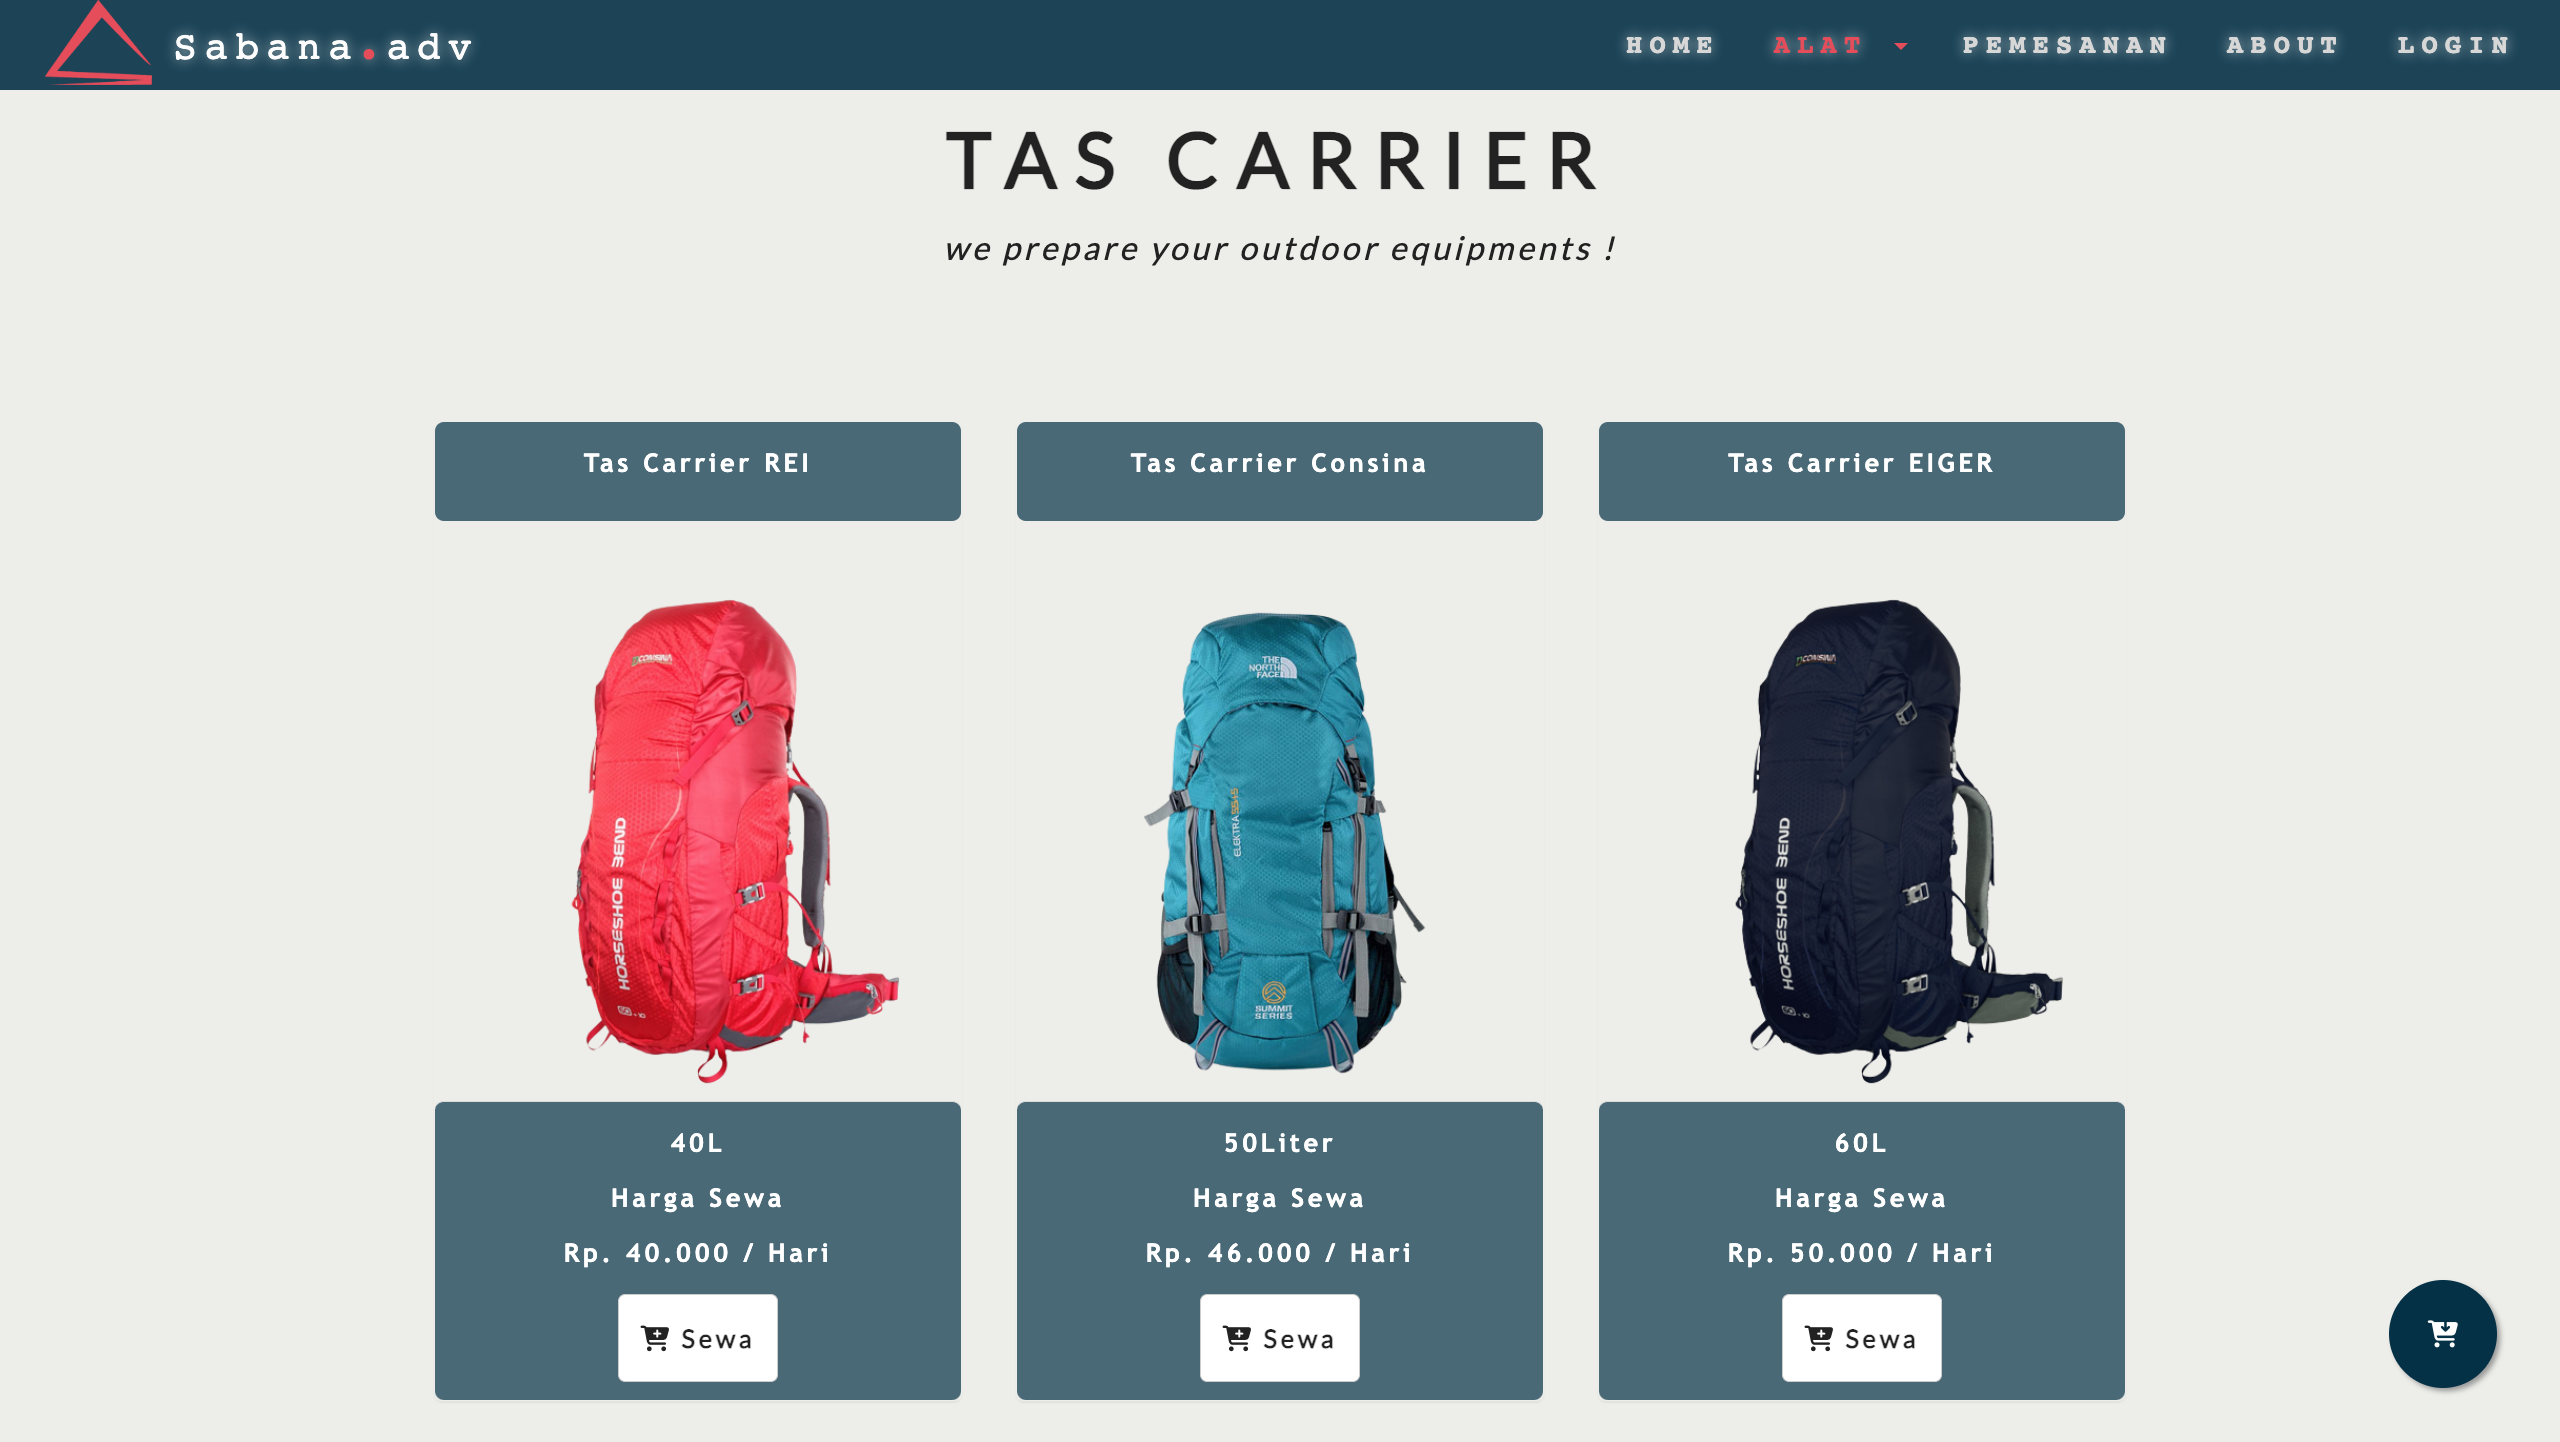 Sabana.adv
HOME
ALAT
PEMESANAN
ABOUT
LOGIN
TAS CARRIER
we prepare your outdoor equipments !
Tas Carrier REI
Tas Carrier Consina
Tas Carrier EIGER
CONSINA
HORSESHOE BEND
THE
NORTH
FACE
ELEKTRA
SUMMIT
SERIES
CONSINA
HORSESHOE BEND
40L
Harga Sewa
Rp. 40.000 / Hari
Sewa
50Liter
Harga Sewa
Rp. 46.000 / Hari
Sewa
60L
Harga Sewa
Rp. 50.000 / Hari
Sewa